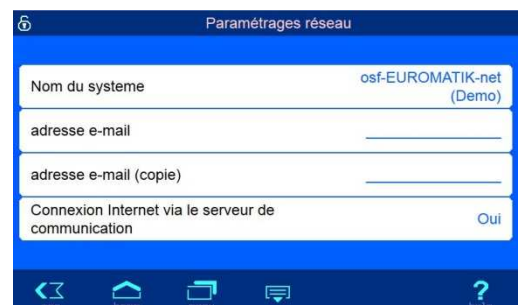 Paramétrages réseau
Nom du systeme
osf-EUROMATIK-net
(Demo)
adresse e-mail
adresse e-mail (copie)
Connexion Internet via le serveur de
communication
Oui
?